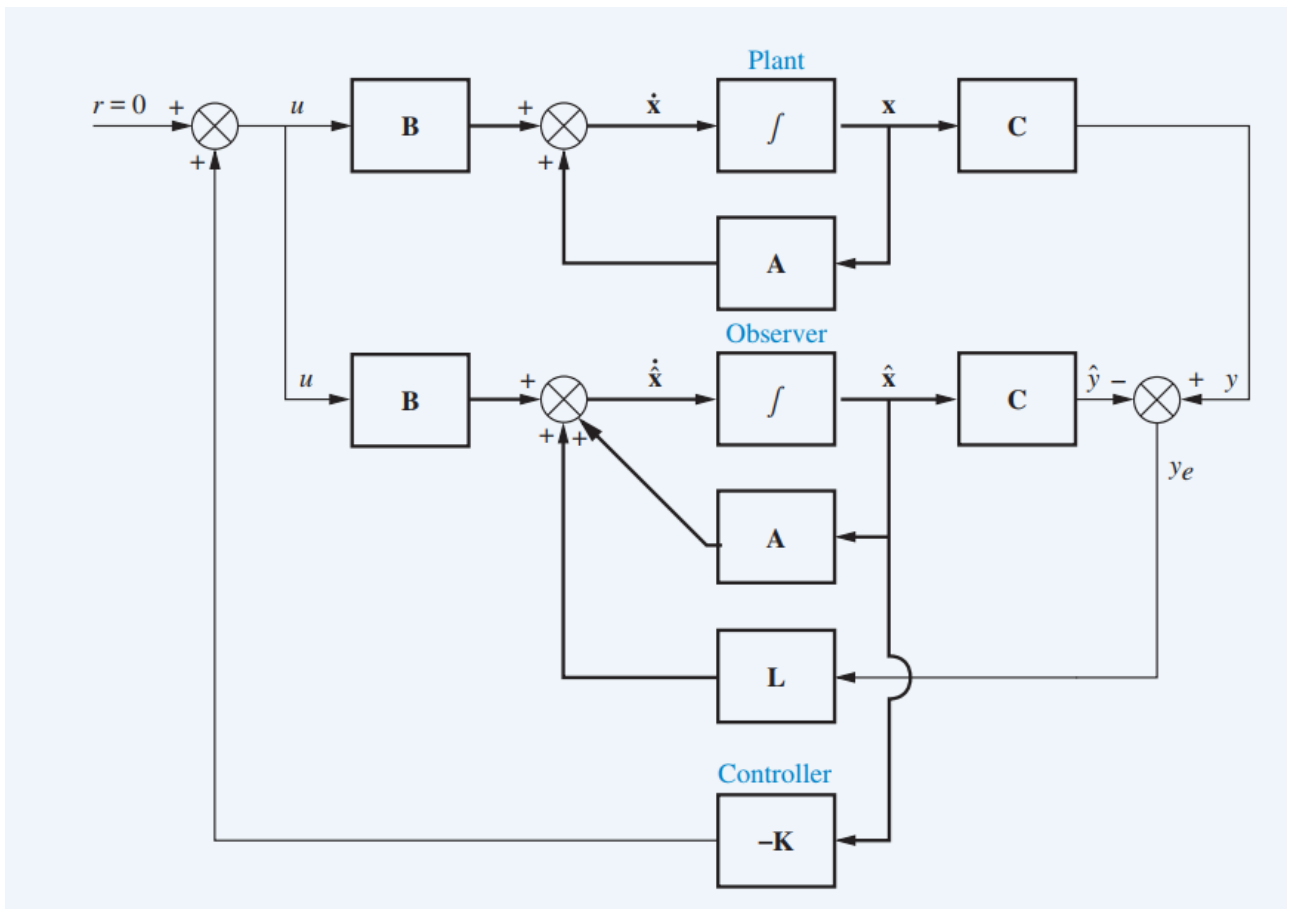 Plant
r = 0 + u B + ẋ ∫ x C
+ +
A
Observer
u B + x̂̇ ∫ x̂ C ŷ − + y
+ +
yₑ
A
L
Controller
−K